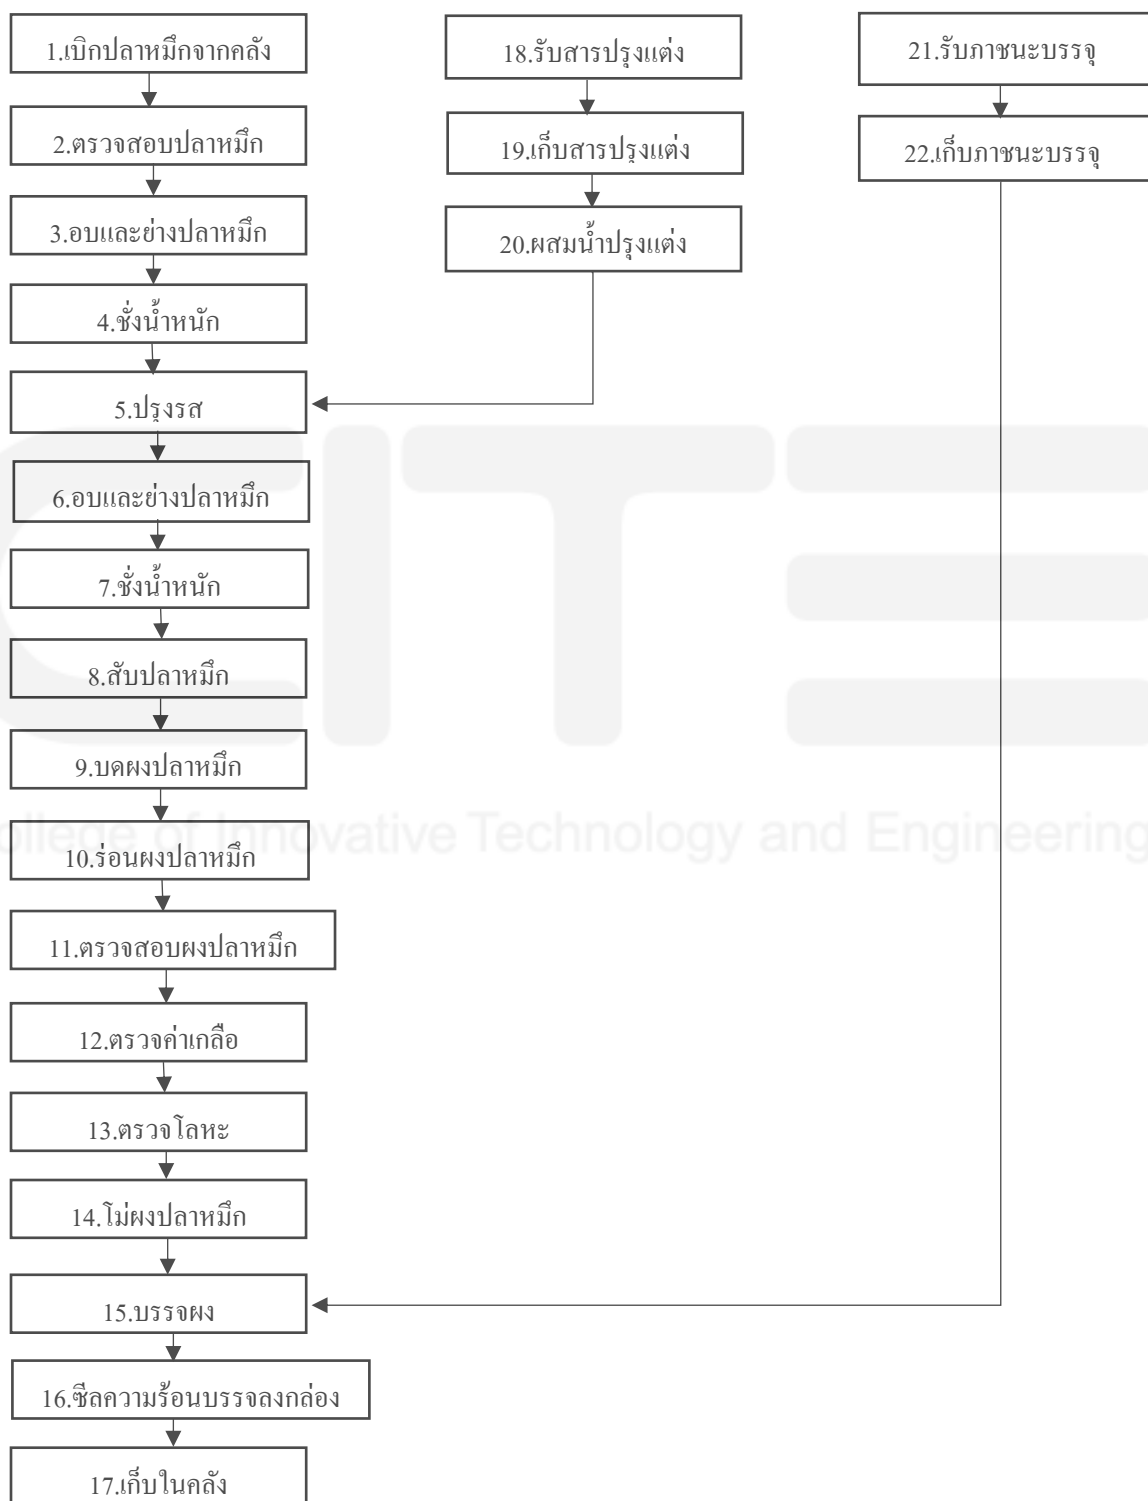 1.เบิกปลาหมึกจากคลัง
2.ตรวจสอบปลาหมึก
3.อบและย่างปลาหมึก
4.ชั่งน้ำหนัก
5.ปรุงรส
6.อบและย่างปลาหมึก
7.ชั่งน้ำหนัก
8.สับปลาหมึก
9.บดผงปลาหมึก
10.ร่อนผงปลาหมึก
11.ตรวจสอบผงปลาหมึก
12.ตรวจค่าเกลือ
13.ตรวจโลหะ
14.โม่ผงปลาหมึก
15.บรรจผง
16.ซีลความร้อนบรรจลงกล่อง
17.เก็บในคลัง
18.รับสารปรุงแต่ง
19.เก็บสารปรุงแต่ง
20.ผสมน้ำปรุงแต่ง
21.รับภาชนะบรรจุ
22.เก็บภาชนะบรรจุ
CITE
ollege of Innovative Technology and Engineering